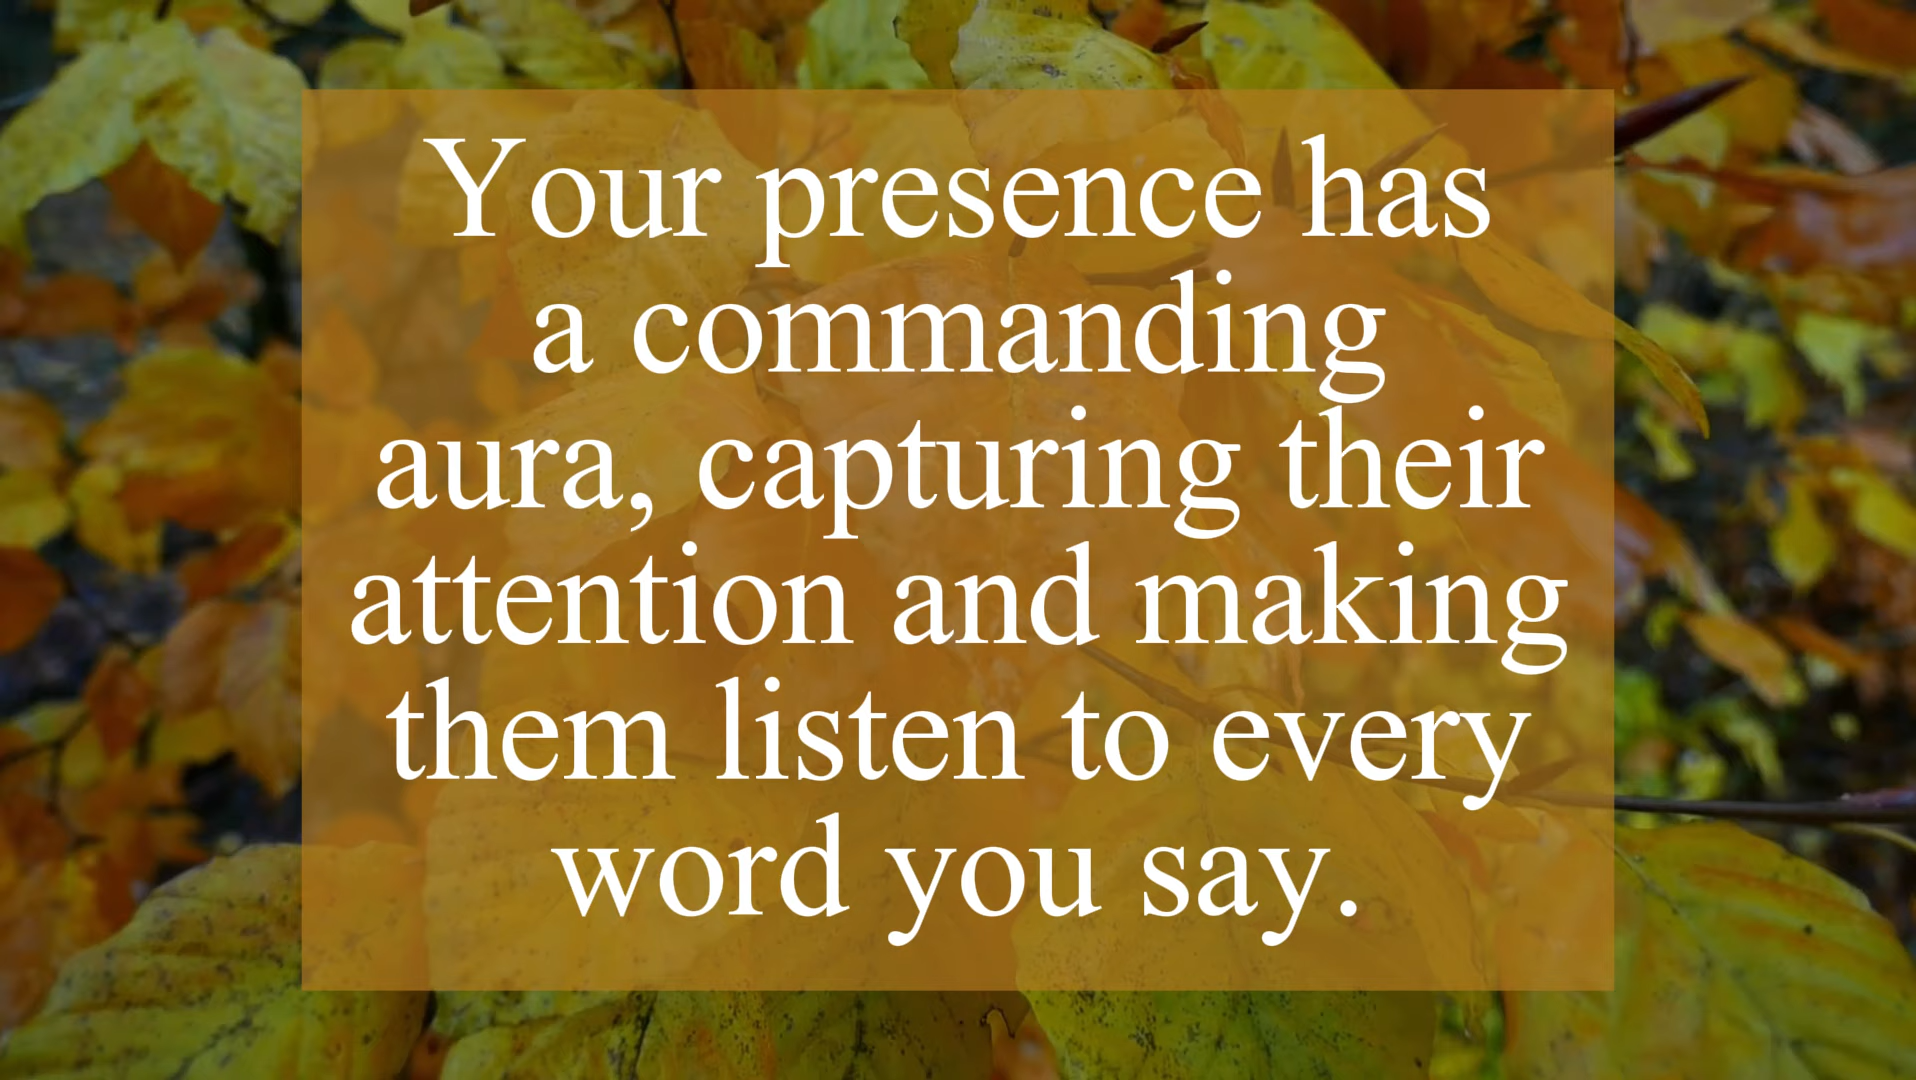 Your presence has
a commanding
aura, capturing their
attention and making
them listen to every
word you say.